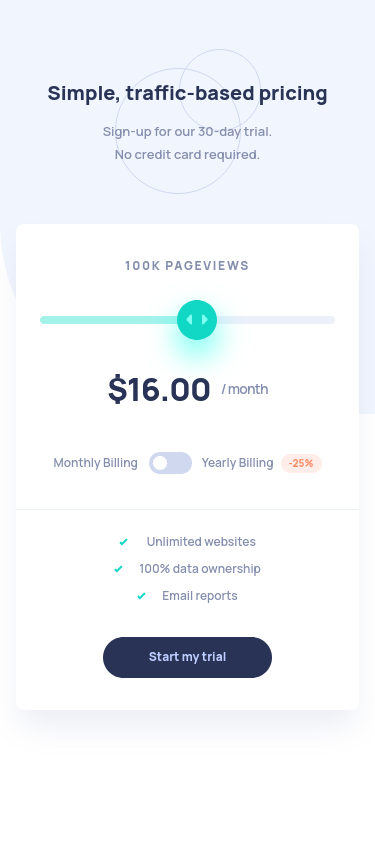 Simple, traffic-based pricing
Sign-up for our 30-day trial.
No credit card required.
100K PAGEVIEWS
$16.00 / month
Monthly Billing Yearly Billing -25%
Unlimited websites
100% data ownership
Email reports
Start my trial